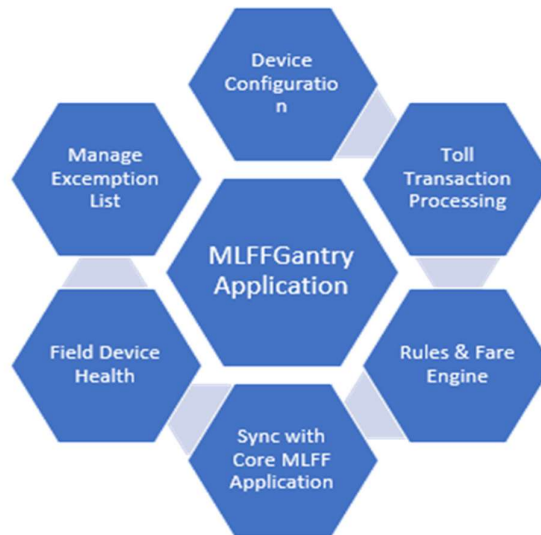 Device
Configuratio
n
Toll
Transaction
Processing
Rules & Fare
Engine
Sync with
Core MLFF
Application
Field Device
Health
Manage
Excemption
List
MLFFGantry
Application